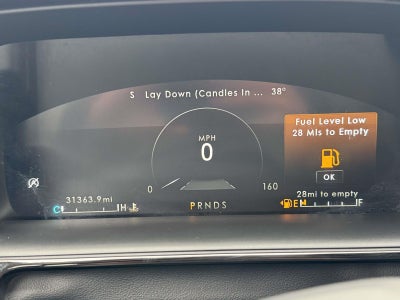 S Lay Down (Candles In ... 38°
Fuel Level Low
28 Mls to Empty
OK
MPH
0
0 160
28mi to empty
31363.9mi
C H
PRNDS
E F